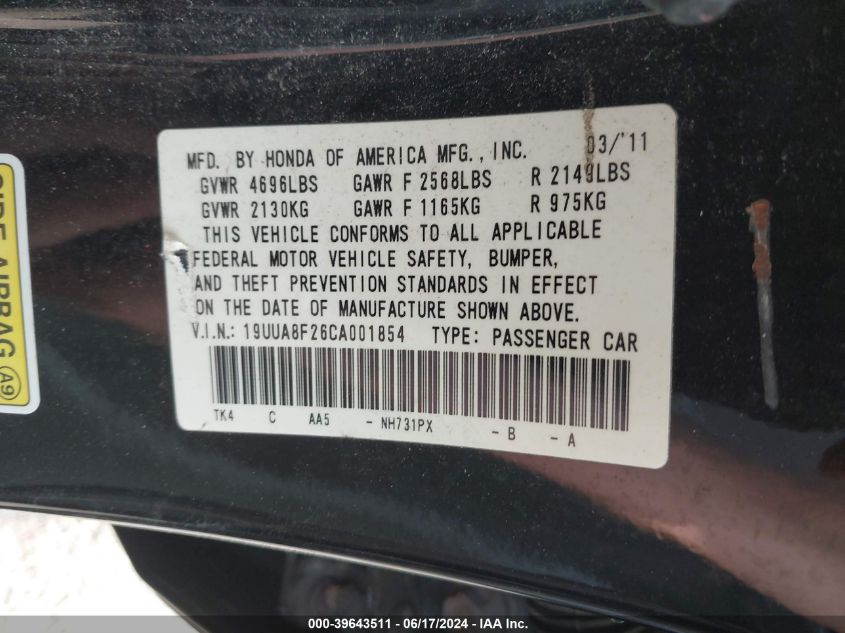 MFD. BY HONDA OF AMERICA MFG., INC. 03/'11
GVWR 4696LBS GAWR F 2568LBS R 2149LBS
GVWR 2130KG GAWR F 1165KG R 975KG
THIS VEHICLE CONFORMS TO ALL APPLICABLE
FEDERAL MOTOR VEHICLE SAFETY, BUMPER,
AND THEFT PREVENTION STANDARDS IN EFFECT
ON THE DATE OF MANUFACTURE SHOWN ABOVE.
V.I.N.: 19UUA8F26CA001854 TYPE: PASSENGER CAR
TK4 C AA5 - NH731PX - B - A
SIDE AIRBAG A9
000-39643511 / 06/17/2024 - IAAI.com